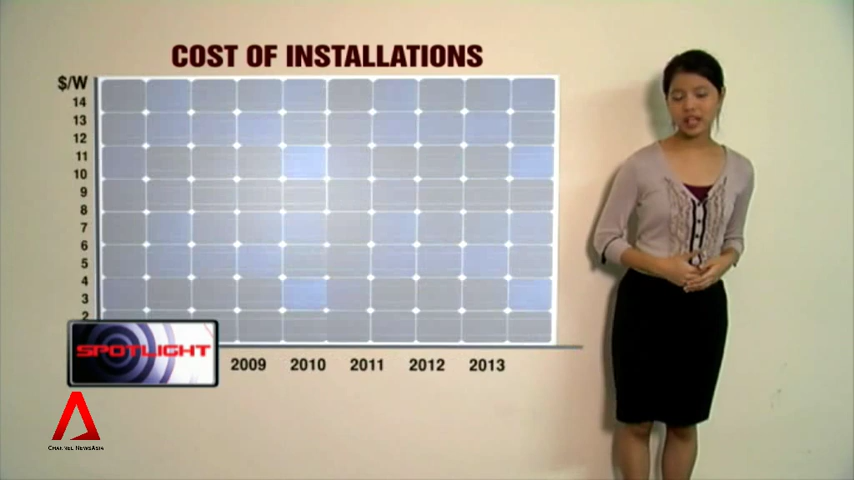 COST OF INSTALLATIONS
$/W
14
13
12
11
10
9
8
7
6
5
4
3
2
SPOTLIGHT
2009 2010 2011 2012 2013
CHANNEL NEWSASIA